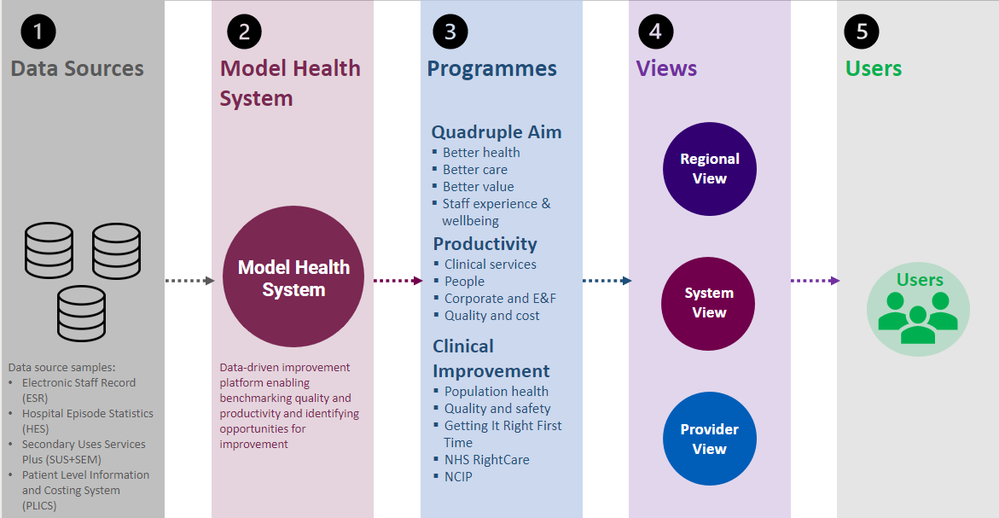 1
Data Sources
Data source samples:
• Electronic Staff Record
(ESR)
• Hospital Episode Statistics
(HES)
• Secondary Uses Services
Plus (SUS+SEM)
• Patient Level Information
and Costing System
(PLICS)
2
Model Health
System
Model Health
System
Data-driven improvement
platform enabling
benchmarking quality and
productivity and identifying
opportunities for
improvement
3
Programmes
Quadruple Aim
▪ Better health
▪ Better care
▪ Better value
▪ Staff experience &
wellbeing
Productivity
▪ Clinical services
▪ People
▪ Corporate and E&F
▪ Quality and cost
Clinical
Improvement
▪ Population health
▪ Quality and safety
▪ Getting It Right First
Time
▪ NHS RightCare
▪ NCIP
4
Views
Regional
View
System
View
Provider
View
5
Users
Users